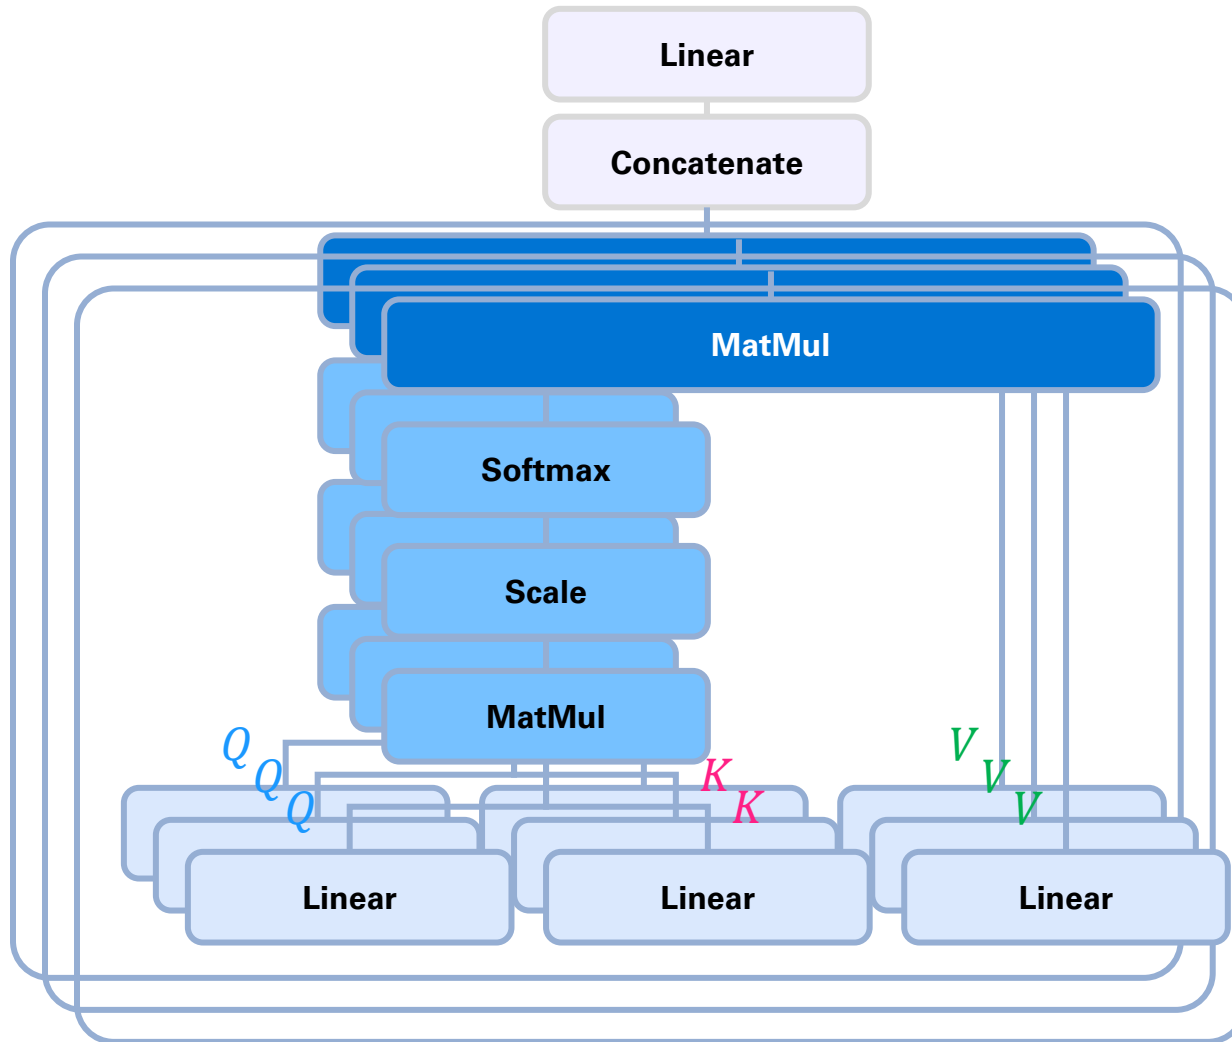 Linear
Concatenate
MatMul
Softmax
Scale
MatMul
Q
Q
Q
K
K
V
V
V
Linear
Linear
Linear